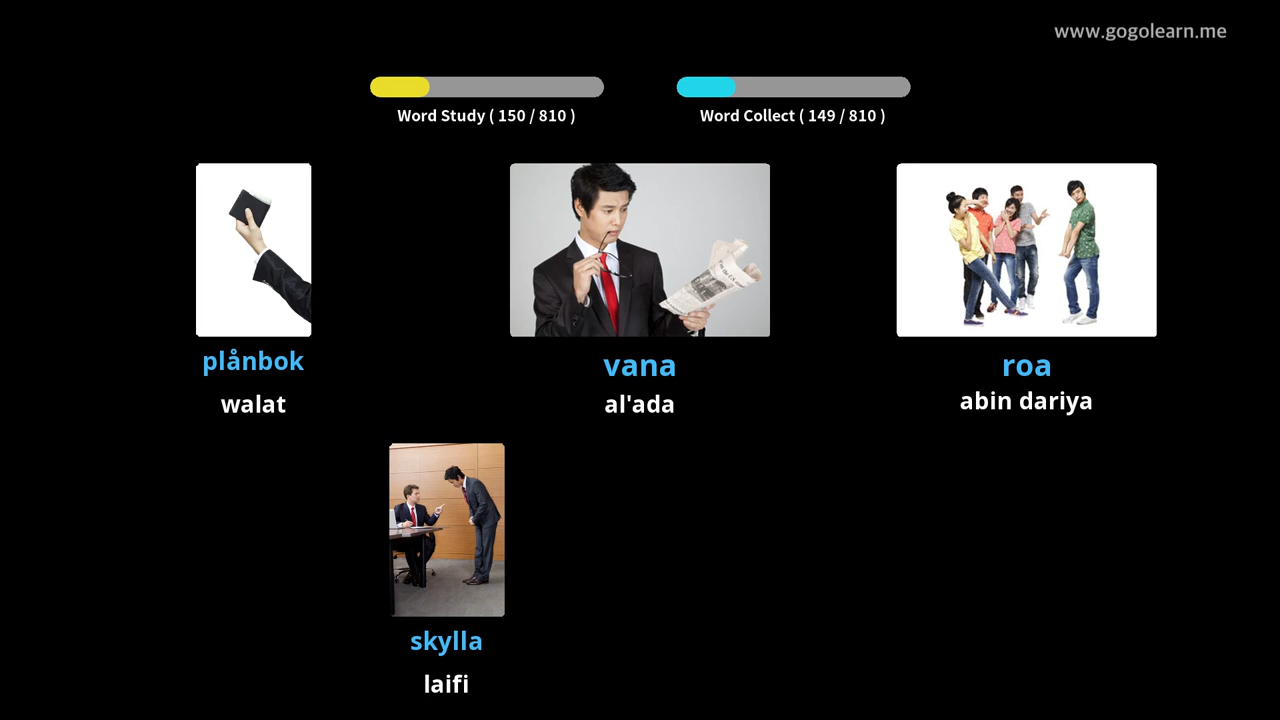 www.gogolearn.me
Word Study ( 150 / 810 )
Word Collect ( 149 / 810 )
plånbok
walat
vana
al'ada
roa
abin dariya
skylla
laifi